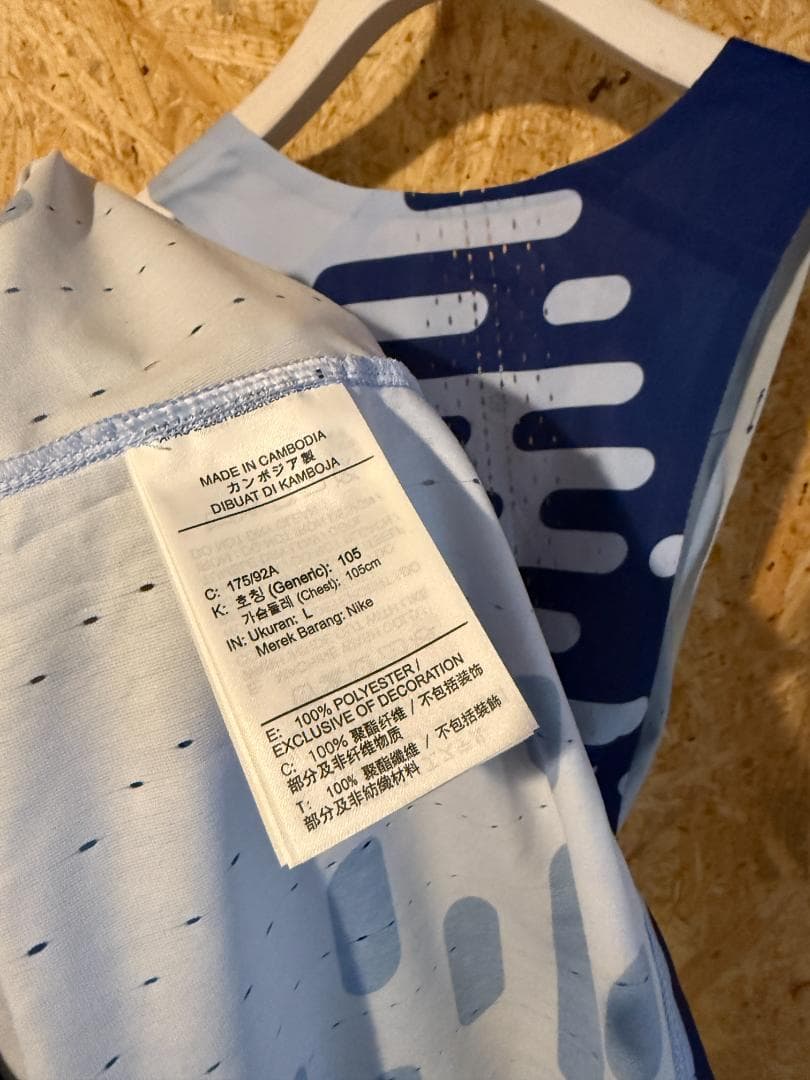 MADE IN CAMBODIA
カンボジア製
DIBUAT DI KAMBOJA
C: 175/92A
K: 호칭 (Generic): 105
가슴둘레 (Chest): 105cm
IN: Ukuran: L
Merek Barang: Nike
E: 100% POLYESTER /
EXCLUSIVE OF DECORATION
C: 100% 聚酯纤维 / 不包括装饰
部分及非纤维物质
T: 100% 聚酯纖維 / 不包括裝飾
部分及非紡織材料